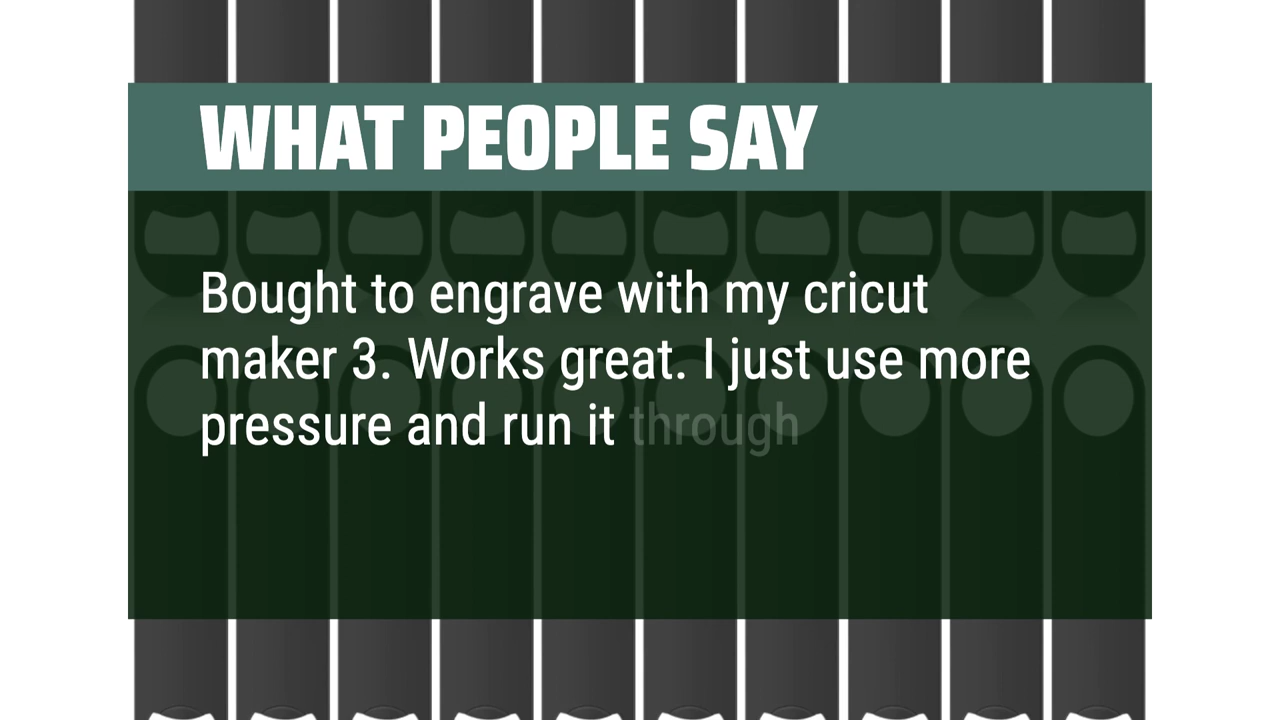 WHAT PEOPLE SAY
Bought to engrave with my cricut
maker 3. Works great. I just use more
pressure and run it through